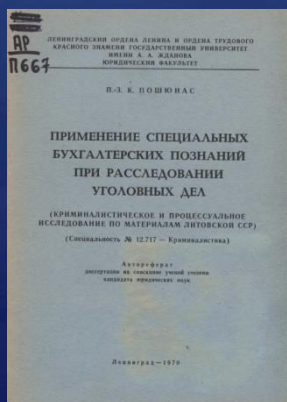 АР
П667
ЛЕНИНГРАДСКИЙ ОРДЕНА ЛЕНИНА И ОРДЕНА ТРУДОВОГО
КРАСНОГО ЗНАМЕНИ ГОСУДАРСТВЕННЫЙ УНИВЕРСИТЕТ
ИМЕНИ А. А. ЖДАНОВА
ЮРИДИЧЕСКИЙ ФАКУЛЬТЕТ
П.-З. К. ПОШЮНАС
ПРИМЕНЕНИЕ СПЕЦИАЛЬНЫХ
БУХГАЛТЕРСКИХ ПОЗНАНИЙ
ПРИ РАССЛЕДОВАНИИ
УГОЛОВНЫХ ДЕЛ
(КРИМИНАЛИСТИЧЕСКОЕ И ПРОЦЕССУАЛЬНОЕ
ИССЛЕДОВАНИЕ ПО МАТЕРИАЛАМ ЛИТОВСКОЙ ССР)
(Специальность № 12.717 — Криминалистика)
Автореферат
диссертации на соискание ученой степени
кандидата юридических наук
Ленинград—1970